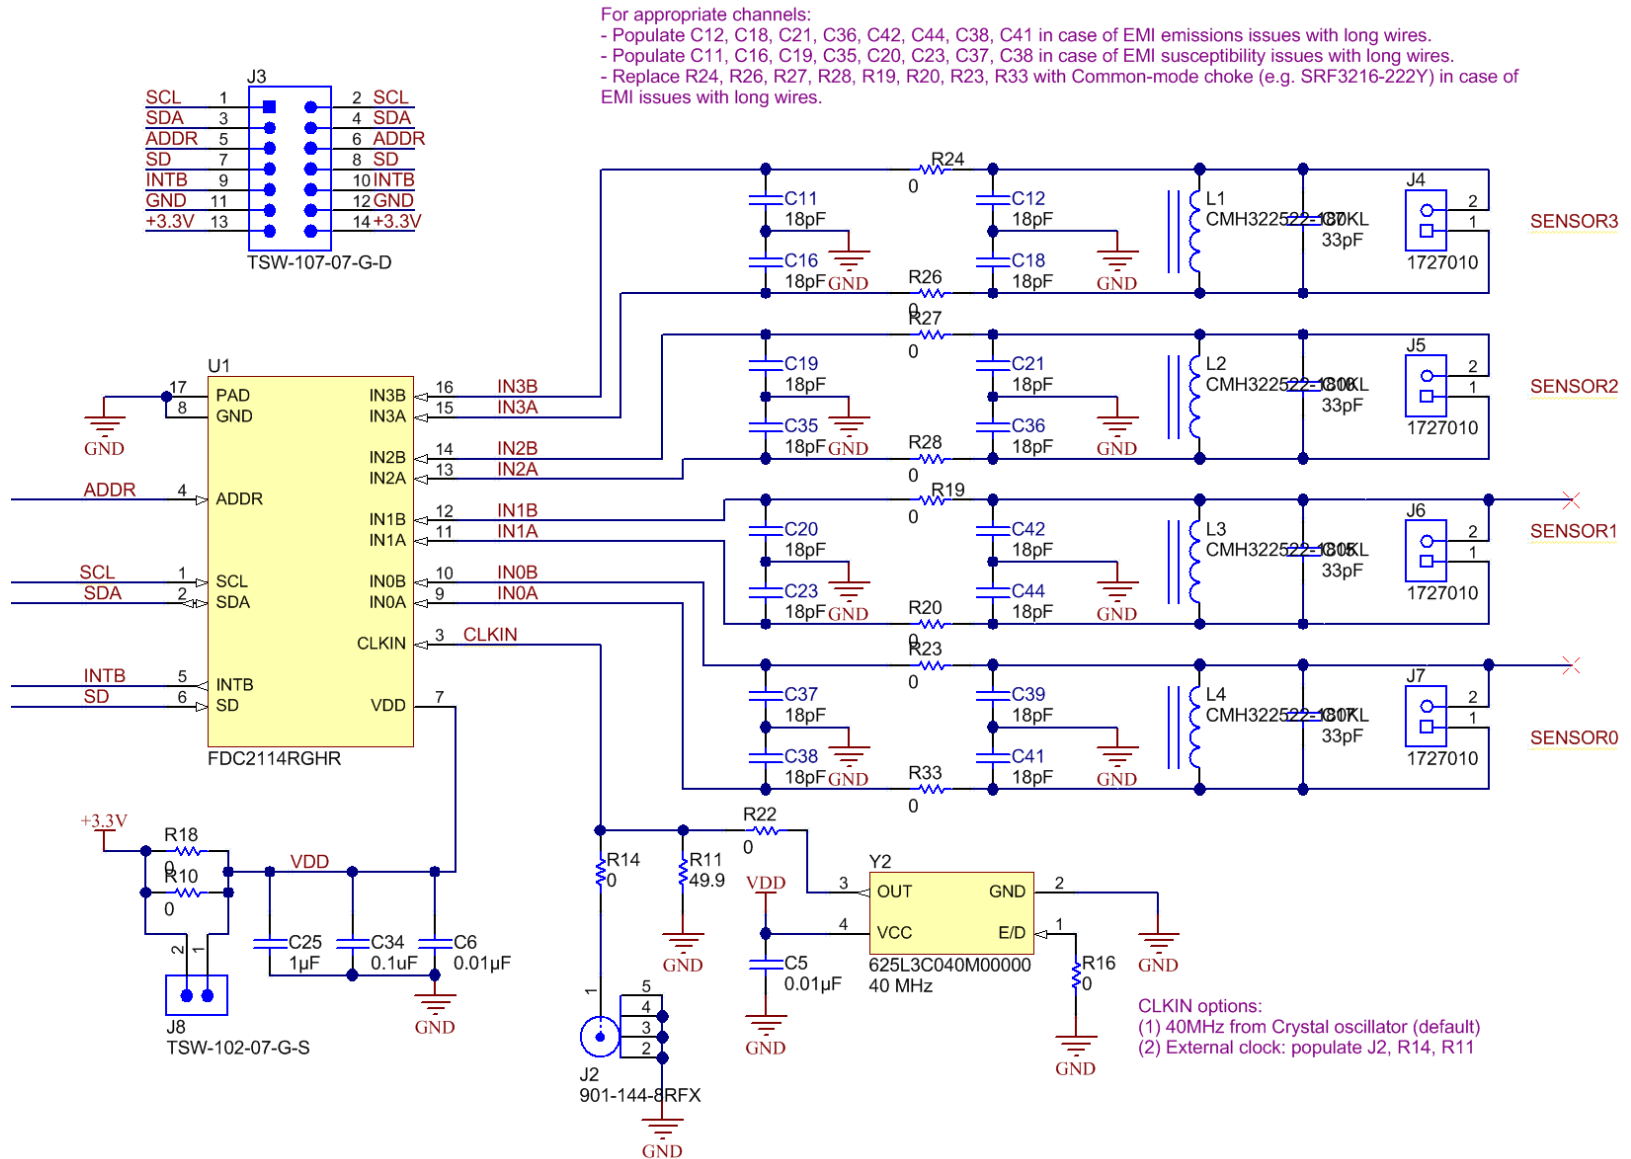 For appropriate channels:
- Populate C12, C18, C21, C36, C42, C44, C38, C41 in case of EMI emissions issues with long wires.
- Populate C11, C16, C19, C35, C20, C23, C37, C38 in case of EMI susceptibility issues with long wires.
- Replace R24, R26, R27, R28, R19, R20, R23, R33 with Common-mode choke (e.g. SRF3216-222Y) in case of
EMI issues with long wires.
J3
SCL 1 2 SCL
SDA 3 4 SDA
ADDR 5 6 ADDR
SD 7 8 SD
INTB 9 10 INTB
GND 11 12 GND
+3.3V 13 14 +3.3V
TSW-107-07-G-D
U1
17 PAD
8 GND
GND
ADDR 4 ADDR
SCL 1 SCL
SDA 2 SDA
INTB 5 INTB
SD 6 SD
IN3B 16 IN3B
IN3A 15 IN3A
IN2B 14 IN2B
IN2A 13 IN2A
IN1B 12 IN1B
IN1A 11 IN1A
IN0B 10 IN0B
IN0A 9 IN0A
CLKIN 3 CLKIN
VDD 7
FDC2114RGHR
R24
0
C11
18pF
C16
18pF
GND
R26
0
C12
18pF
C18
18pF
GND
L1
33pF
J4
2
1
1727010
SENSOR3
R27
0
C19
18pF
C35
18pF
GND
R28
0
C21
18pF
C36
18pF
GND
L2
33pF
J5
2
1
1727010
SENSOR2
R19
0
C20
18pF
C23
18pF
GND
R20
0
C42
18pF
C44
18pF
GND
L3
33pF
J6
2
1
1727010
SENSOR1
R23
C37
18pF
C38
18pF
GND
R33
0
C39
18pF
C41
18pF
GND
L4
33pF
J7
2
1
1727010
SENSOR0
+3.3V
R18
0
R10
0
VDD
2
1
J8
TSW-102-07-G-S
C25
1µF
C34
0.1uF
C6
0.01µF
GND
R14
0
R11
49.9
GND
R22
0
1
5
4
3
2
J2
901-144-8RFX
GND
VDD
C5
0.01µF
GND
Y2
3 OUT
4 VCC
GND 2
E/D 1
625L3C040M00000
40 MHz
GND
R16
0
GND
CLKIN options:
(1) 40MHz from Crystal oscillator (default)
(2) External clock: populate J2, R14, R11